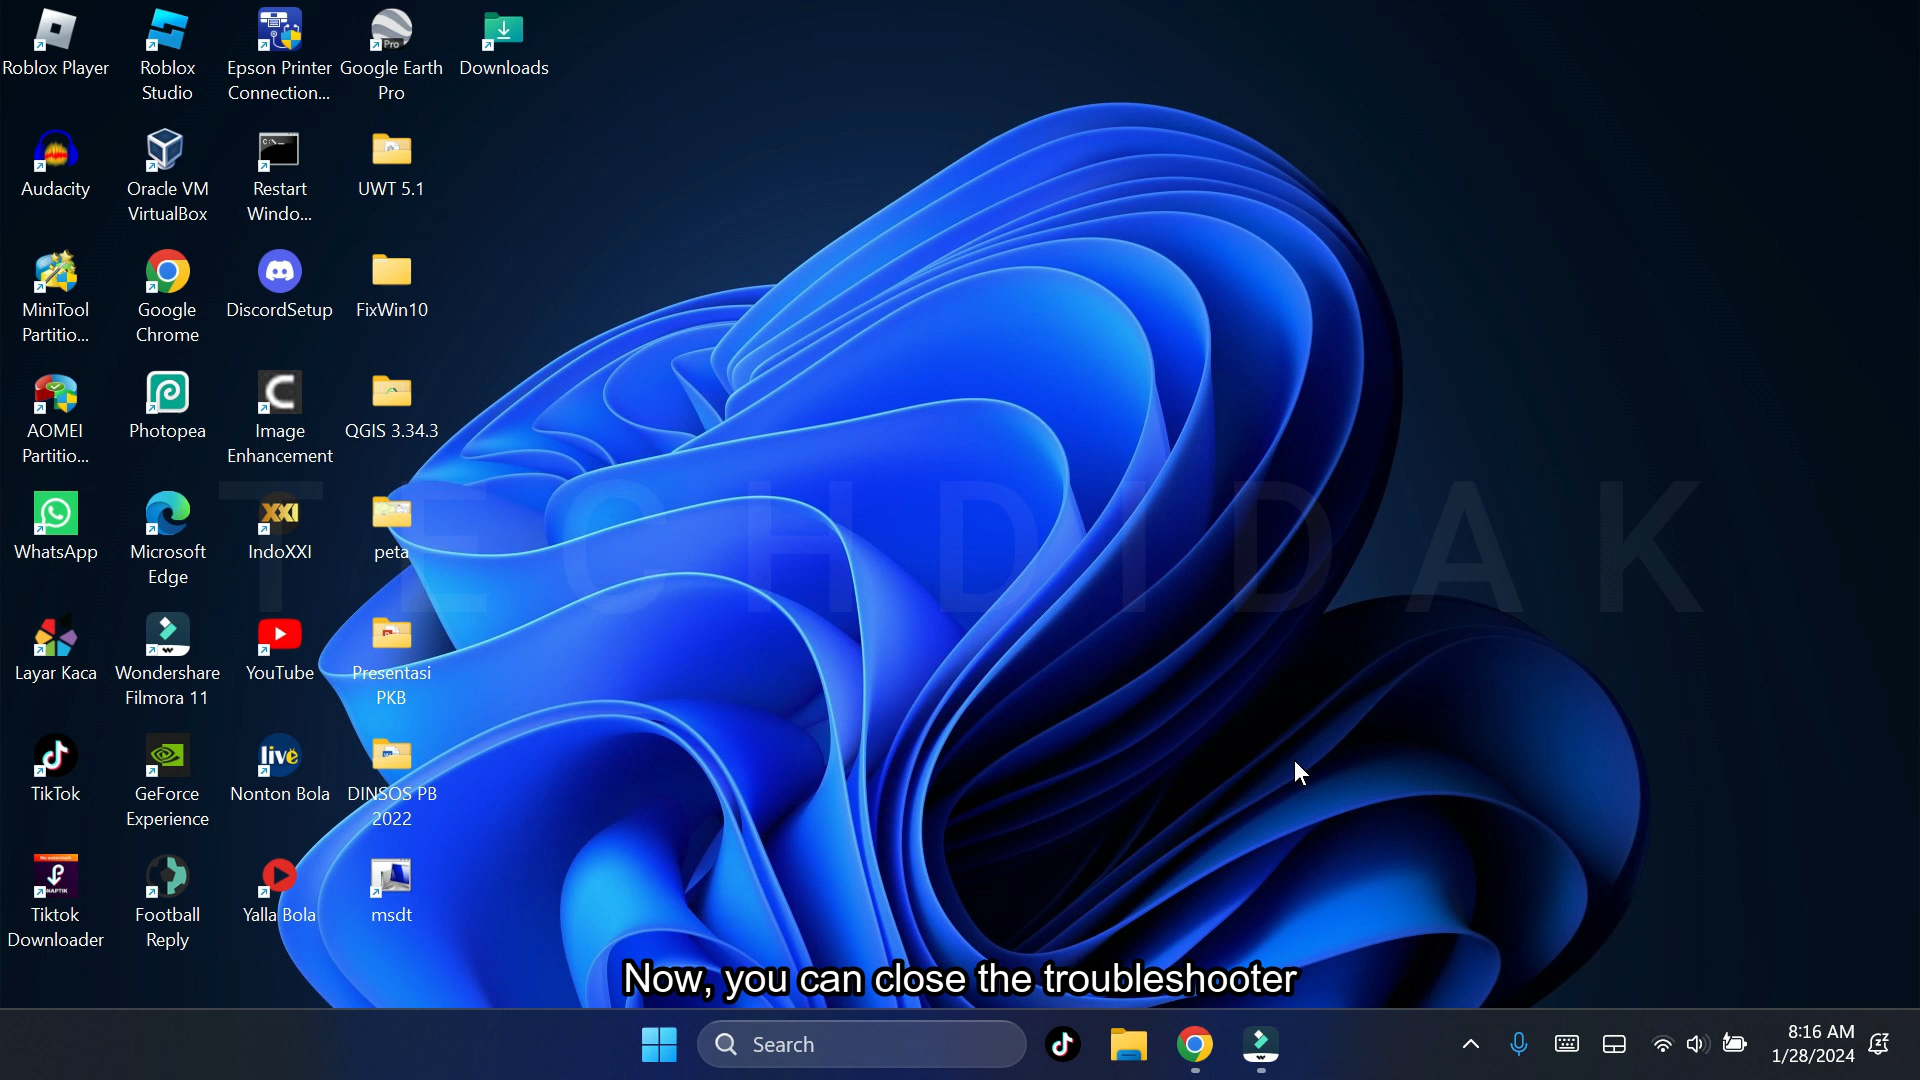 Roblox Player
Roblox
Studio
Epson Printer
Connection...
Pro
Google Earth
Pro
Downloads
Audacity
Oracle VM
VirtualBox
C:\
Restart
Windo...
UWT 5.1
MiniTool
Partitio...
Google
Chrome
DiscordSetup
FixWin10
AOMEI
Partitio...
Photopea
Image
Enhancement
QGIS 3.34.3
WhatsApp
Microsoft
Edge
XXI
IndoXXI
peta
TECHDIDAK
Layar Kaca
Wondershare
Filmora 11
YouTube
Presentasi
PKB
TikTok
GeForce
Experience
live
Nonton Bola
DINSOS PB
2022
Tiktok
Downloader
Football
Reply
Yalla Bola
msdt
Now, you can close the troubleshooter
Search
8:16 AM
1/28/2024